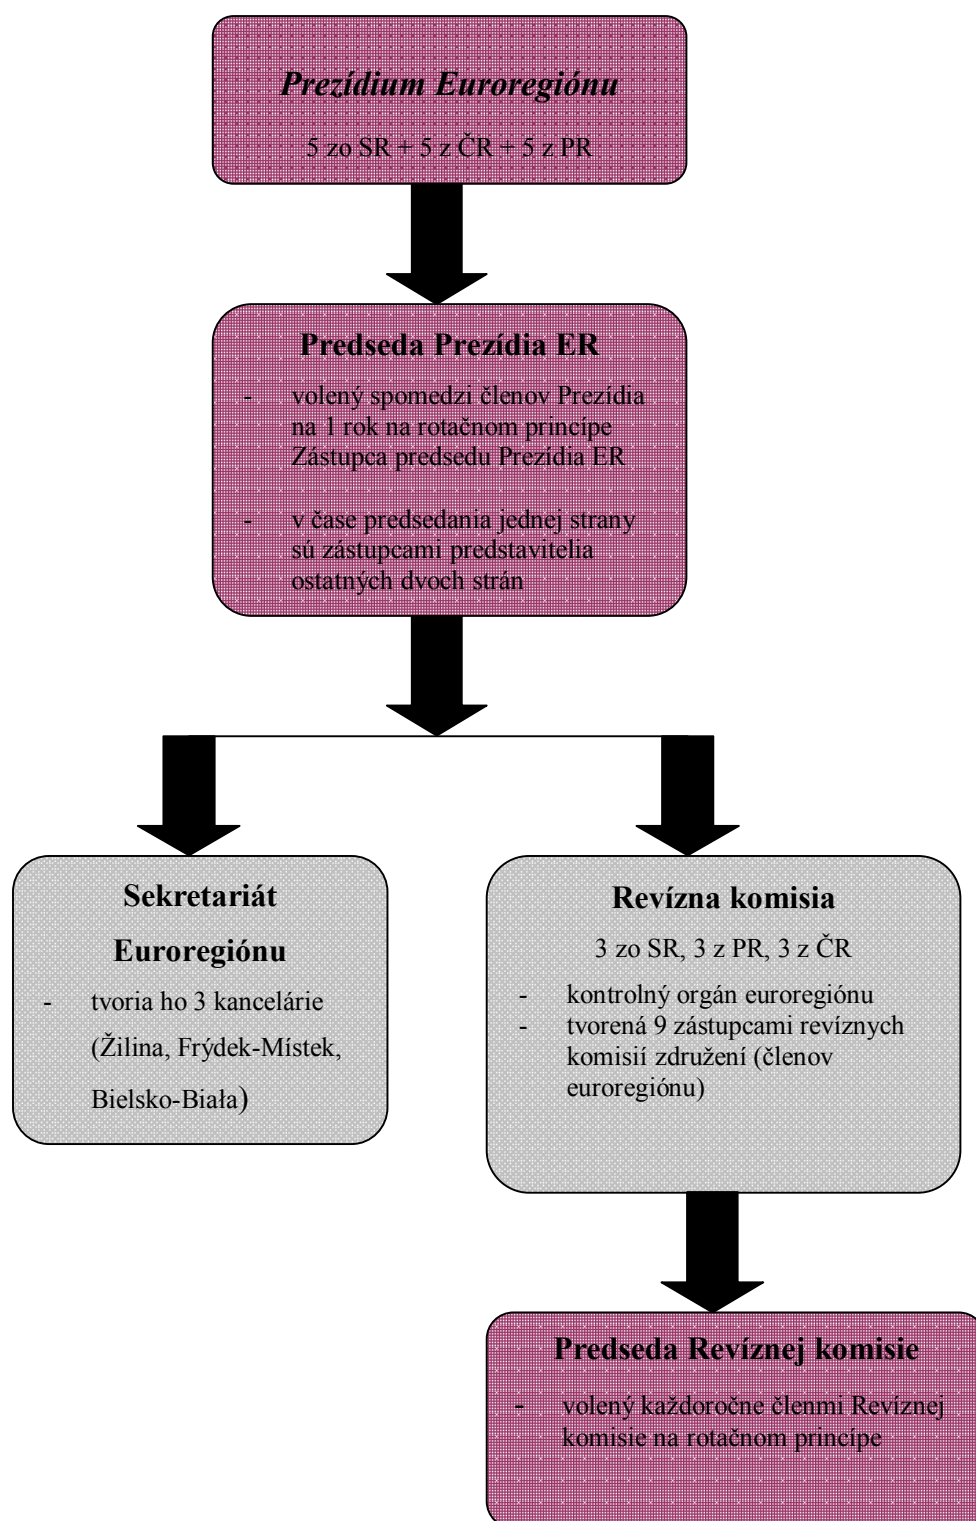 Prezídium Euroregiónu
5 zo SR + 5 z ČR + 5 z PR
Predseda Prezídia ER
- volený spomedzi členov Prezídia
na 1 rok na rotačnom princípe
Zástupca predsedu Prezídia ER
- v čase predsedania jednej strany
sú zástupcami predstavitelia
ostatných dvoch strán
Sekretariát
Euroregiónu
- tvoria ho 3 kancelárie
(Žilina, Frýdek-Místek,
Bielsko-Biała)
Revízna komisia
3 zo SR, 3 z PR, 3 z ČR
- kontrolný orgán euroregiónu
- tvorená 9 zástupcami revíznych
komisií združení (členov
euroregiónu)
Predseda Revíznej komisie
- volený každoročne členmi Revíznej
komisie na rotačnom princípe